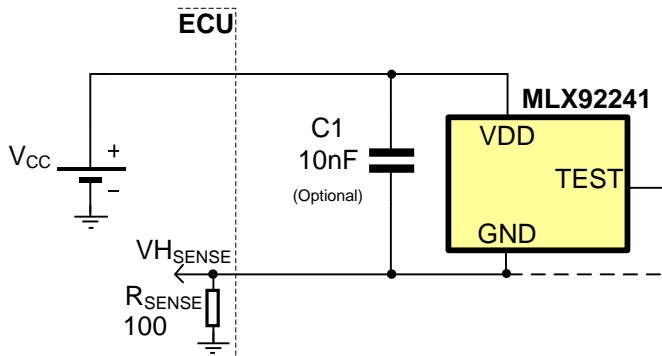 ECU
MLX92241
C1
10nF
(Optional)
VDD
TEST
GND
VCC
+
−
VHSENSE
RSENSE
100